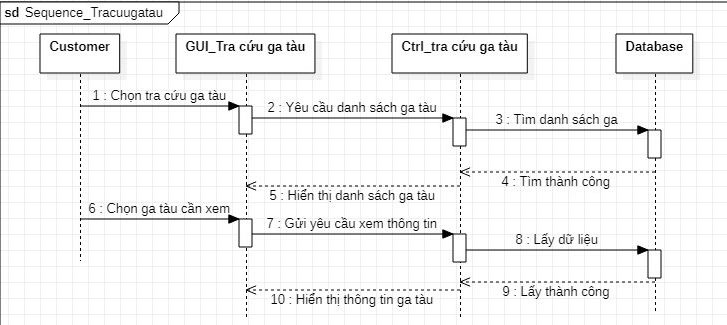 sd Sequence_Tracuugatau
Customer
GUI_Tra cứu ga tàu
Ctrl_tra cứu ga tàu
Database
1 : Chọn tra cứu ga tàu
2 : Yêu cầu danh sách ga tàu
3 : Tìm danh sách ga
4 : Tìm thành công
5 : Hiển thị danh sách ga tàu
6 : Chọn ga tàu cần xem
7 : Gửi yêu cầu xem thông tin
8 : Lấy dữ liệu
9 : Lấy thành công
10 : Hiển thị thông tin ga tàu